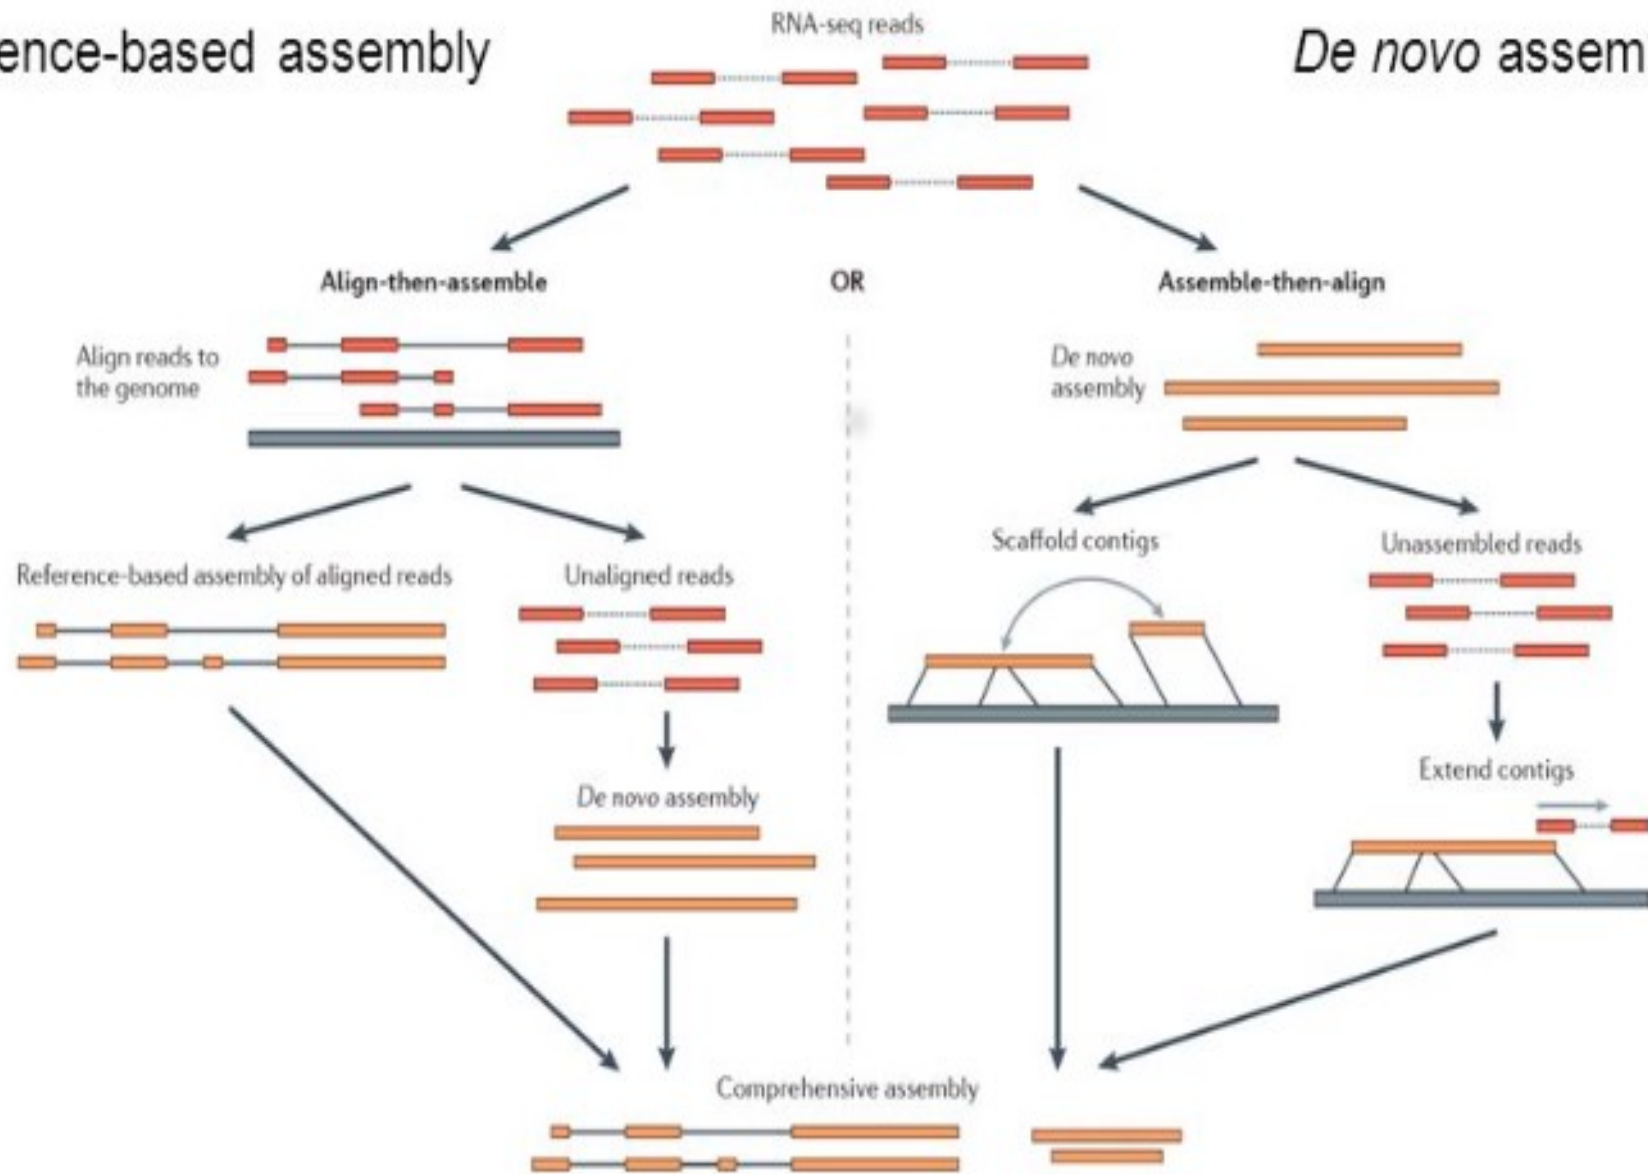 ence-based assembly
De novo assem
RNA-seq reads
Align-then-assemble
OR
Assemble-then-align
Align reads to
the genome
De novo
assembly
Reference-based assembly of aligned reads
Unaligned reads
Scaffold contigs
Unassembled reads
De novo assembly
Extend contigs
Comprehensive assembly